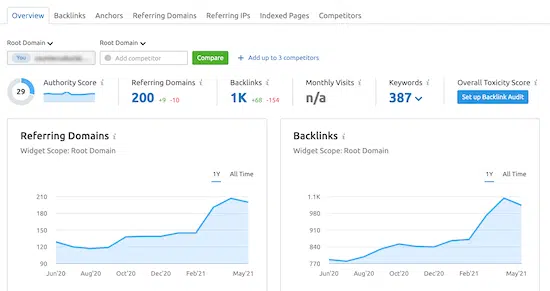 Overview Backlinks Anchors Referring Domains Referring IPs Indexed Pages Competitors
Root Domain Root Domain
You Add competitor Compare + Add up to 3 competitors
Authority Score i Referring Domains i Backlinks i Monthly Visits i Keywords i Overall Toxicity Score i
29 200 +9 -10 1K +68 -154 n/a 387 Set up Backlink Audit
Referring Domains i Backlinks i
Widget Scope: Root Domain Widget Scope: Root Domain
1Y All Time 1Y All Time
210 1.1K
180 980
150 910
120 840
90 770
Jun'20 Aug'20 Oct'20 Dec'20 Feb'21 May'21 Jun'20 Aug'20 Oct'20 Dec'20 Feb'21 May'21